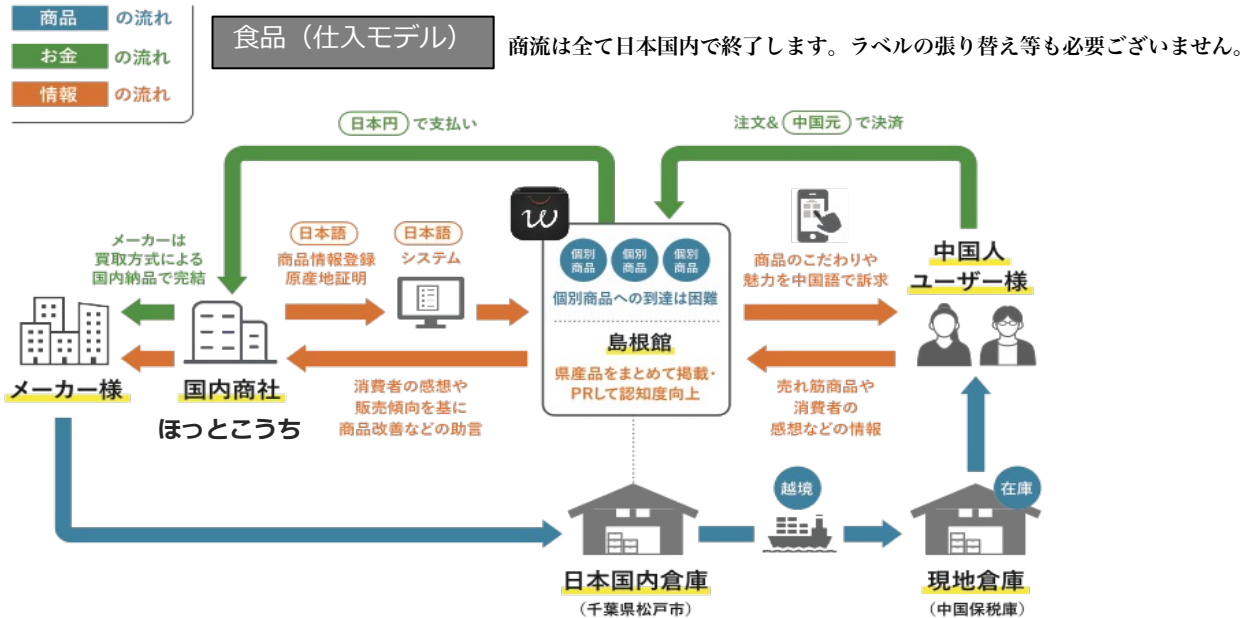 商品 の流れ
お金 の流れ
情報 の流れ
食品（仕入モデル）
商流は全て日本国内で終了します。ラベルの張り替え等も必要ございません。
日本円 で支払い
注文& 中国元 で決済
w
メーカーは
買取方式による
国内納品で完結
日本語
商品情報登録
原産地証明
日本語
システム
個別
商品
個別
商品
個別
商品
個別商品への到達は困難
島根館
県産品をまとめて掲載・
PRして認知度向上
商品のこだわりや
魅力を中国語で訴求
中国人
ユーザー様
メーカー様
国内商社
ほっとこうち
消費者の感想や
販売傾向を基に
商品改善などの助言
売れ筋商品や
消費者の
感想などの情報
越境
在庫
日本国内倉庫
（千葉県松戸市）
現地倉庫
（中国保税庫）